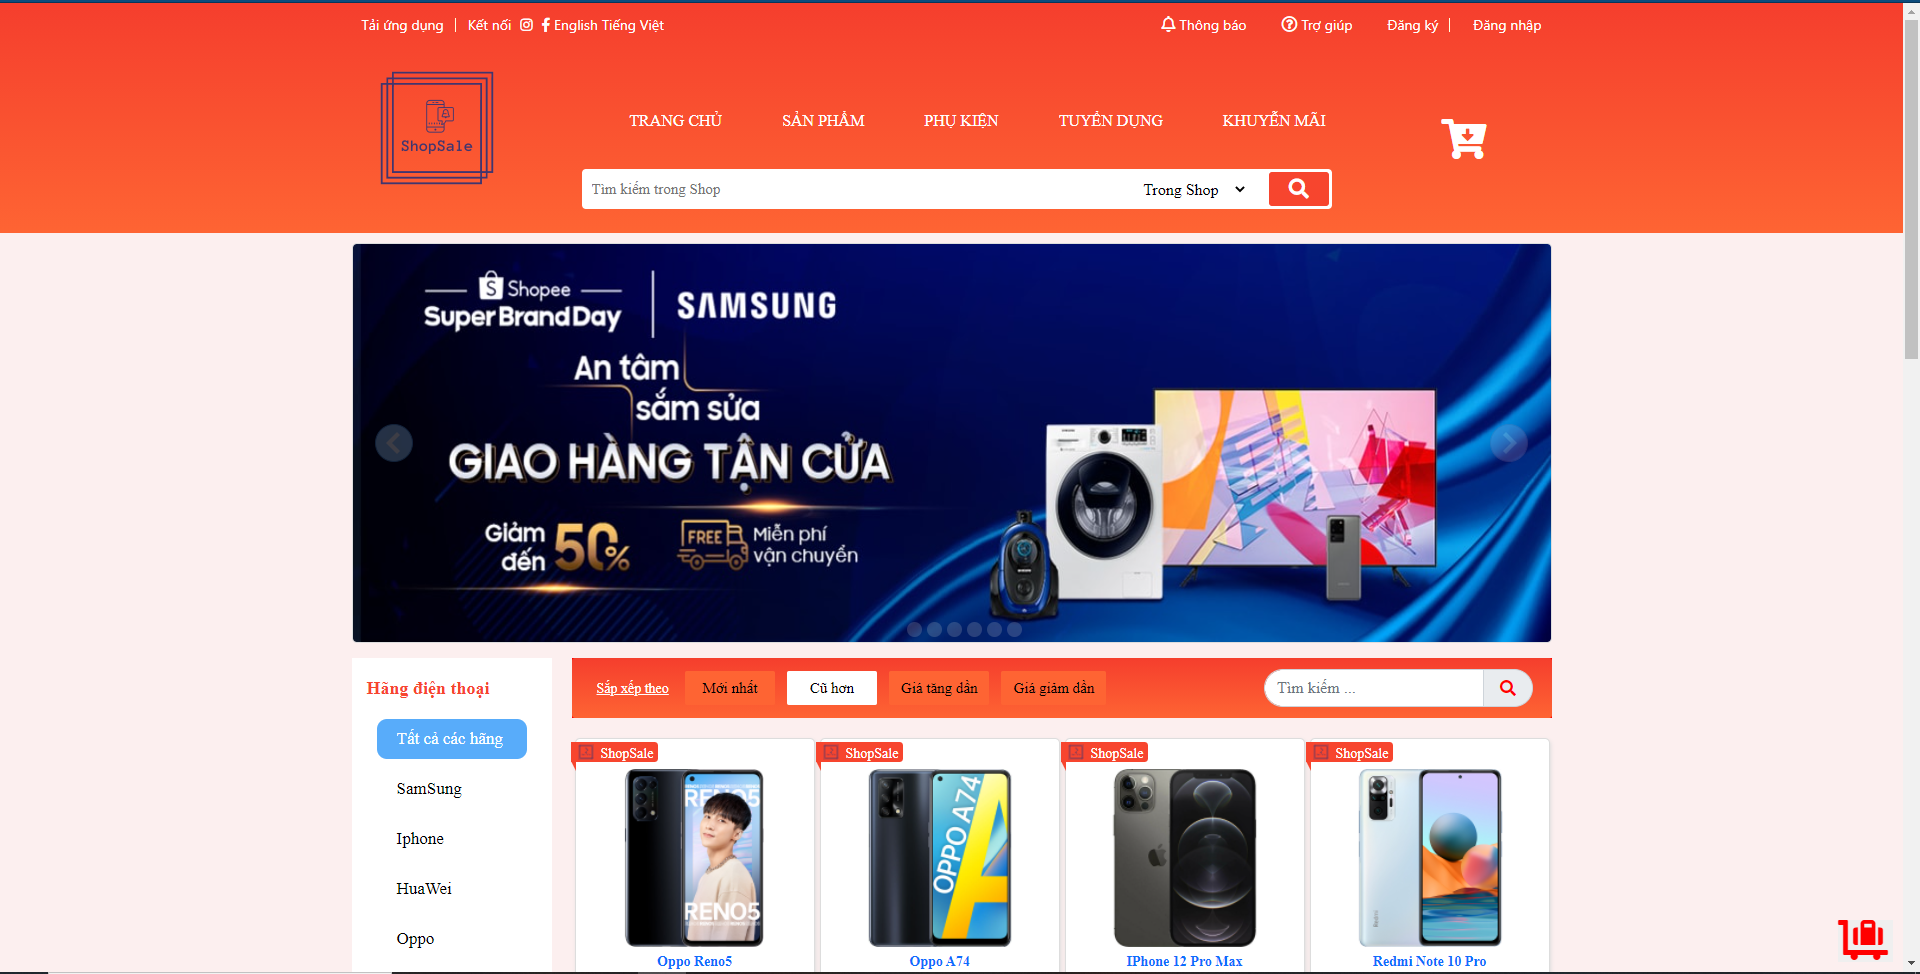 Tải ứng dụng Kết nối English Tiếng Việt Thông báo Trợ giúp Đăng ký Đăng nhập
ShopSale
TRANG CHỦ SẢN PHẨM PHỤ KIỆN TUYỂN DỤNG KHUYẾN MÃI
Tìm kiếm trong Shop Trong Shop
Shopee
Super Brand Day
SAMSUNG
An tâm
sắm sửa
GIAO HÀNG TẬN CỬA
Giảm đến 50%
FREE Miễn phí vận chuyển
Hãng điện thoại
Tất cả các hãng
SamSung
Iphone
HuaWei
Oppo
Sắp xếp theo Mới nhất Cũ hơn Giá tăng dần Giá giảm dần Tìm kiếm ...
ShopSale ShopSale ShopSale ShopSale
RENO5
RENO5
OPPO A74
A
Redmi
Oppo Reno5 Oppo A74 IPhone 12 Pro Max Redmi Note 10 Pro